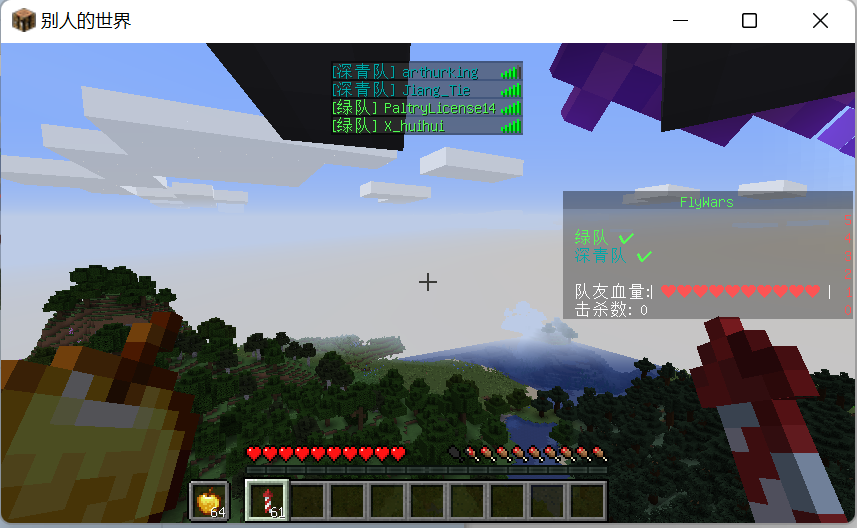 别人的世界
[深青队] arthurking
[深青队] Jiang_Tie
[绿队] PaltryLicense14
[绿队] X_huihui
FlyWars
绿队 ✔
深青队 ✔
队友血量:|❤❤❤❤❤❤❤❤❤❤|
击杀数: 0
64
61